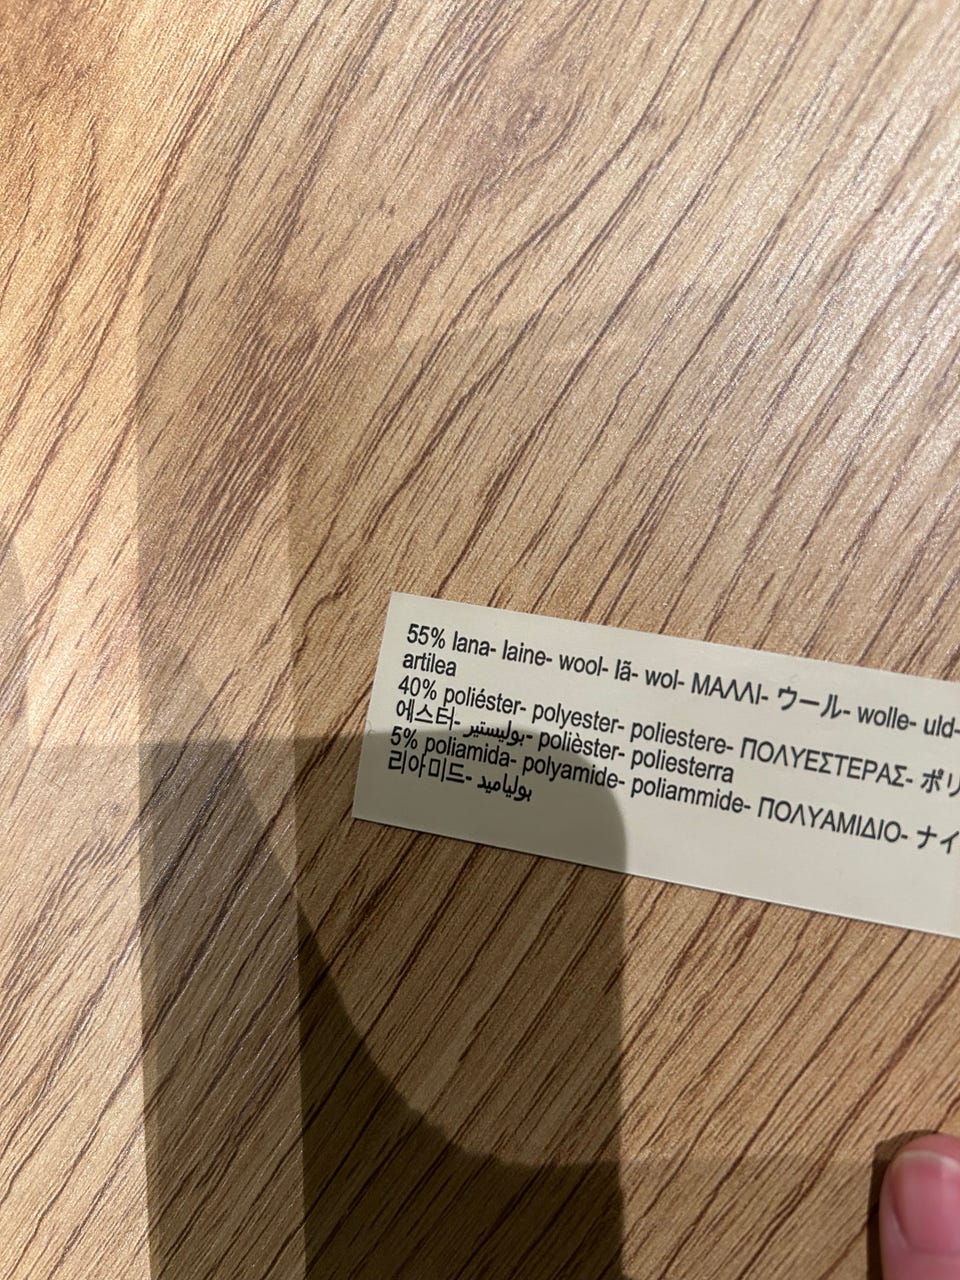 55% lana- laine- wool- lã- wol- ΜΑΛΛΙ- ウール- wolle- uld-
artilea
40% poliéster- polyester- poliestere- ΠΟΛΥΕΣΤΕΡΑΣ- ポリ
에스터- بوليستير- polièster- poliesterra
5% poliamida- polyamide- poliammide- ΠΟΛΥΑΜΙΔΙΟ- ナイ
리아미드- بولياميد